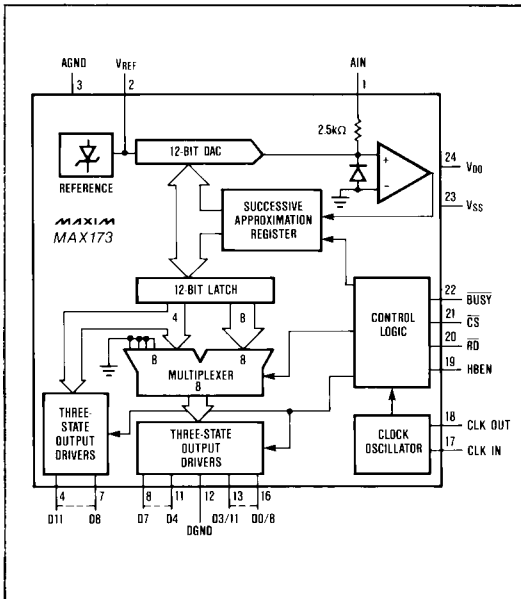 AGND VREF AIN
3 2 1
2.5kΩ
12-BIT DAC
+
−
24 VDD
23 VSS
REFERENCE
MAXIM
MAX173
SUCCESSIVE
APPROXIMATION
REGISTER
12-BIT LATCH
4 8
8 8
MULTIPLEXER
8
CONTROL
LOGIC
22 BUSY
21 CS
20 RD
19 HBEN
THREE-STATE
OUTPUT
DRIVERS
THREE-STATE
OUTPUT
DRIVERS
CLOCK
OSCILLATOR
18 CLK OUT
17 CLK IN
4 7 8 11 12 13 16
D11 D8 D7 D4 DGND D3/11 D0/8